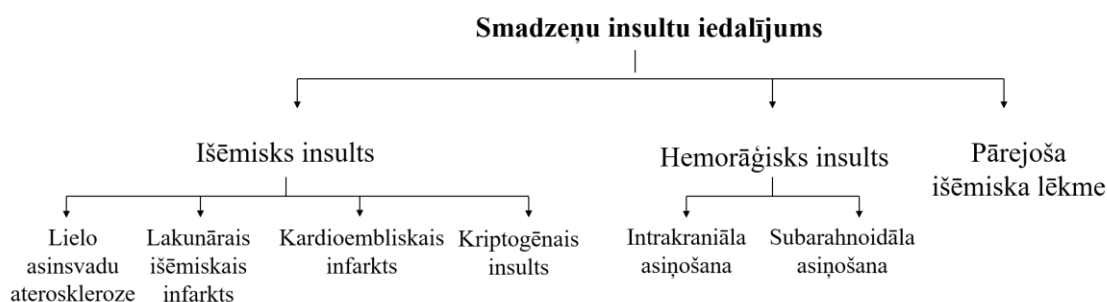 Smadzeņu insultu iedalījums
Išēmisks insults
Hemorāģisks insults
Pārejoša
išēmiska lēkme
Lielo
asinsvadu
ateroskleroze
Lakunārais
išēmiskais
infarkts
Kardioembliskais
infarkts
Kriptogēnais
insults
Intrakraniāla
asiņošana
Subarahnoidāla
asiņošana